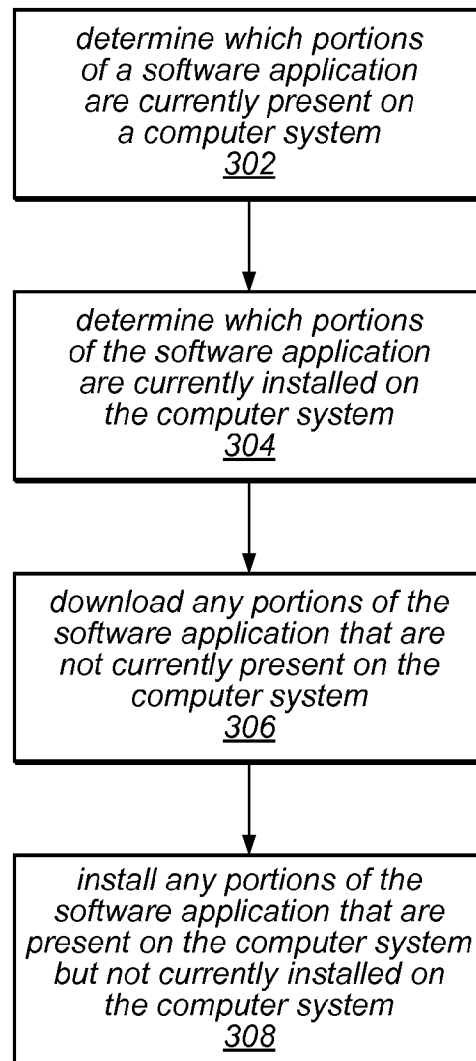 determine which portions
of a software application
are currently present on
a computer system
302
determine which portions
of the software application
are currently installed on
the computer system
304
download any portions of the
software application that are
not currently present on the
computer system
306
install any portions of the
software application that are
present on the computer system
but not currently installed on
the computer system
308